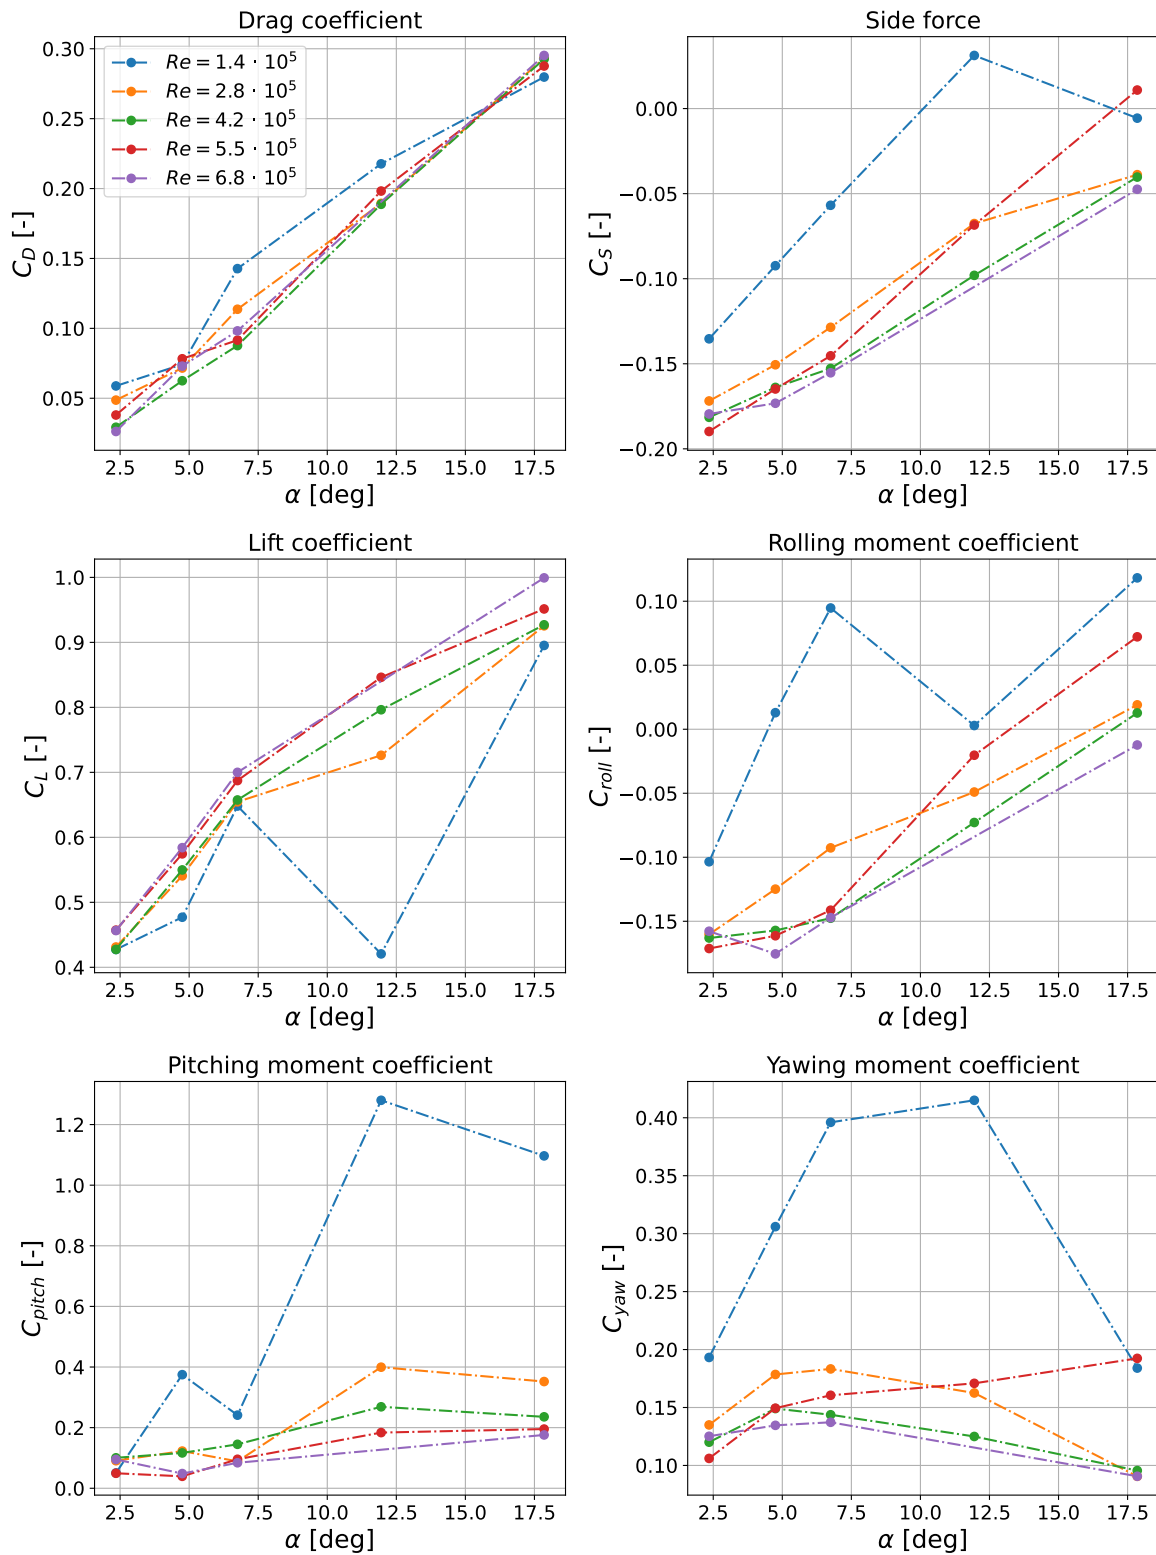 Drag coefficient
C_D [-]
0.30
0.25
0.20
0.15
0.10
0.05
Re = 1.4 · 10⁵
Re = 2.8 · 10⁵
Re = 4.2 · 10⁵
Re = 5.5 · 10⁵
Re = 6.8 · 10⁵
2.5 5.0 7.5 10.0 12.5 15.0 17.5
α [deg]
Side force
C_S [-]
0.00
−0.05
−0.10
−0.15
−0.20
2.5 5.0 7.5 10.0 12.5 15.0 17.5
α [deg]
Lift coefficient
C_L [-]
1.0
0.9
0.8
0.7
0.6
0.5
0.4
2.5 5.0 7.5 10.0 12.5 15.0 17.5
α [deg]
Rolling moment coefficient
C_roll [-]
0.10
0.05
0.00
−0.05
−0.10
−0.15
2.5 5.0 7.5 10.0 12.5 15.0 17.5
α [deg]
Pitching moment coefficient
C_pitch [-]
1.2
1.0
0.8
0.6
0.4
0.2
0.0
2.5 5.0 7.5 10.0 12.5 15.0 17.5
α [deg]
Yawing moment coefficient
C_yaw [-]
0.40
0.35
0.30
0.25
0.20
0.15
0.10
2.5 5.0 7.5 10.0 12.5 15.0 17.5
α [deg]